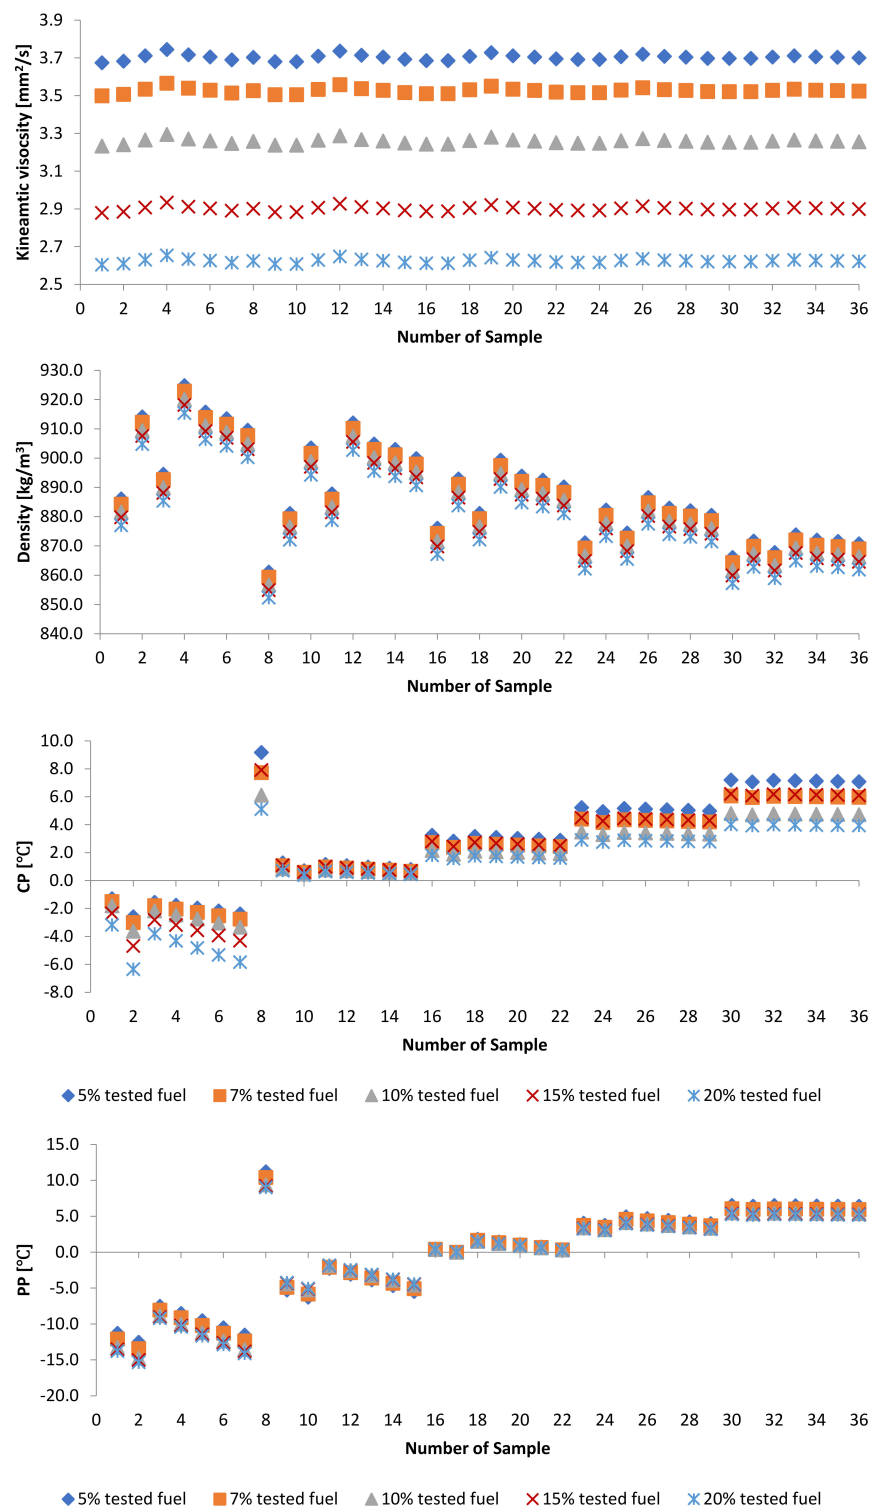 3.9
3.7
3.5
3.3
3.1
2.9
2.7
2.5
Kineamtic visocsity [mm²/s]
0 2 4 6 8 10 12 14 16 18 20 22 24 26 28 30 32 34 36
Number of Sample
930.0
920.0
910.0
900.0
890.0
880.0
870.0
860.0
850.0
840.0
Density [kg/m³]
0 2 4 6 8 10 12 14 16 18 20 22 24 26 28 30 32 34 36
Number of Sample
10.0
8.0
6.0
4.0
2.0
0.0
-2.0
-4.0
-6.0
-8.0
CP [°C]
0 2 4 6 8 10 12 14 16 18 20 22 24 26 28 30 32 34 36
Number of Sample
5% tested fuel 7% tested fuel 10% tested fuel 15% tested fuel 20% tested fuel
15.0
10.0
5.0
0.0
-5.0
-10.0
-15.0
-20.0
PP [°C]
0 2 4 6 8 10 12 14 16 18 20 22 24 26 28 30 32 34 36
Number of Sample
5% tested fuel 7% tested fuel 10% tested fuel 15% tested fuel 20% tested fuel